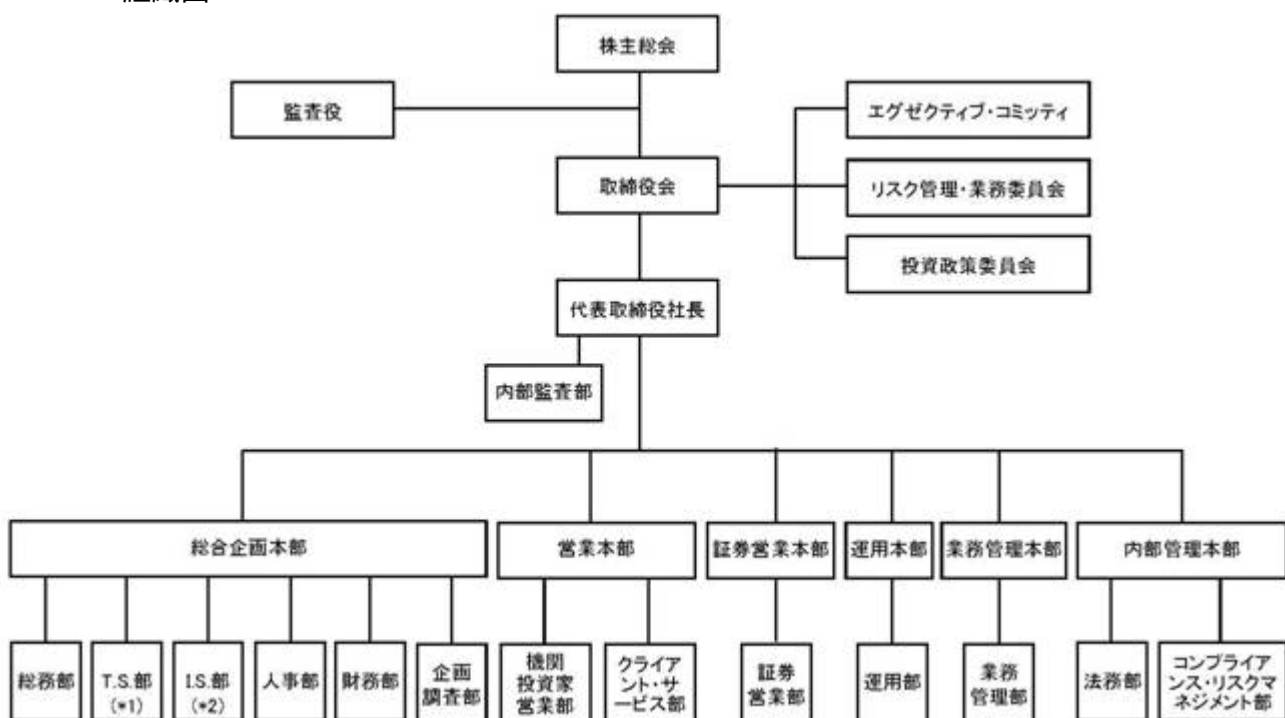 組織図
株主総会
監査役
エグゼクティブ・コミッティ
取締役会
リスク管理・業務委員会
投資政策委員会
代表取締役社長
内部監査部
総合企画本部
営業本部
証券営業本部
運用本部
業務管理本部
内部管理本部
総務部
T.S.部
(*1)
I.S.部
(*2)
人事部
財務部
企画
調査部
機関
投資家
営業部
クライア
ント・サ
ービス部
証券
営業部
運用部
業務
管理部
法務部
コンプライア
ンス・リスクマ
ネジメント部